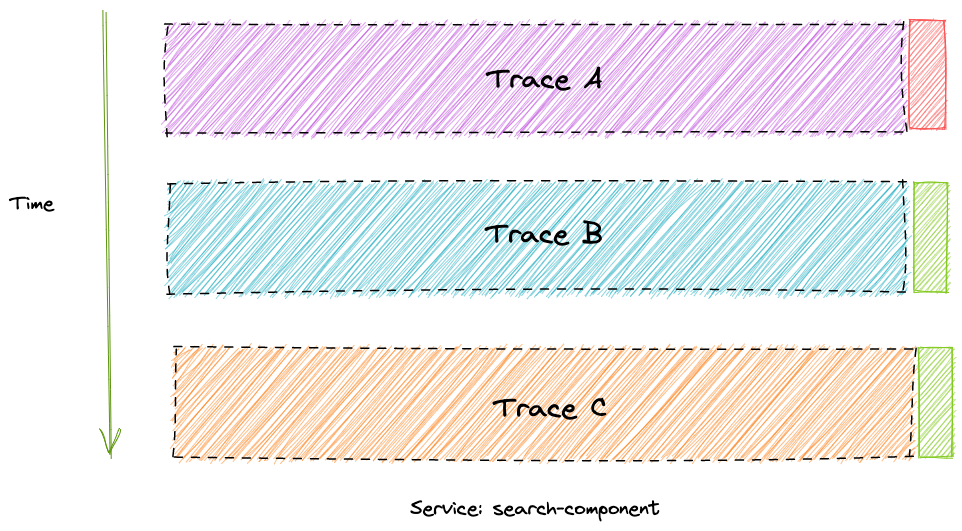 Trace A
Time
Trace B
Trace C
Service: search-component